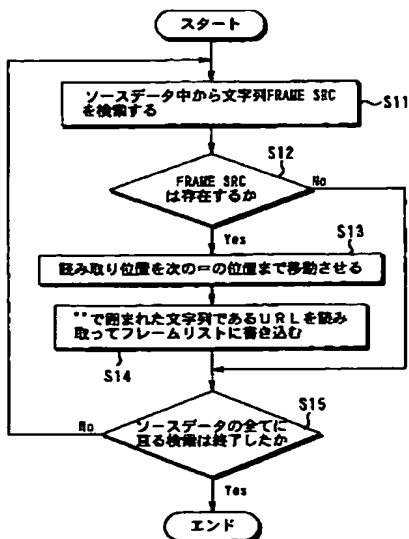 スタート
ソースデータ中から文字列FRAME SRC
を検索する
S11
S12
FRAME SRC
は存在するか
No
Yes
S13
読み取り位置を次の=の位置まで移動させる
""で囲まれた文字列であるURLを読み
取ってフレームリストに書き込む
S14
S15
No
ソースデータの全てに
亘る検索は終了したか
Yes
エンド